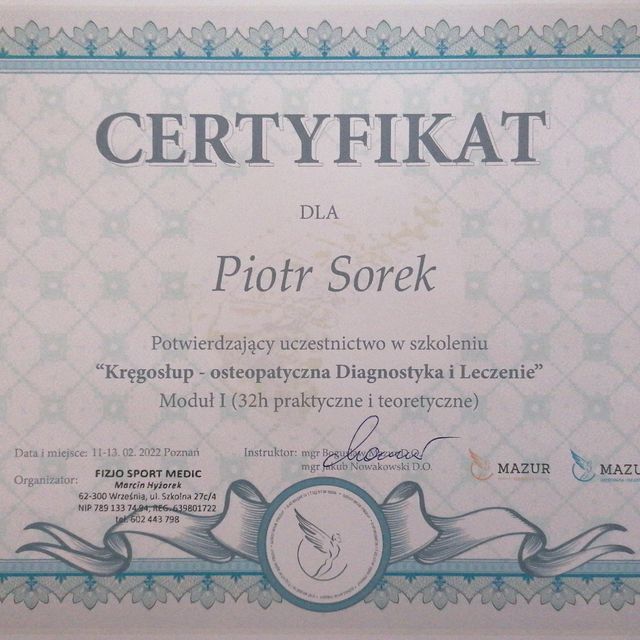 CERTYFIKAT
DLA
Piotr Sorek
Potwierdzający uczestnictwo w szkoleniu
“Kręgosłup - osteopatyczna Diagnostyka i Leczenie”
Moduł I (32h praktyczne i teoretyczne)
Data i miejsce: 11-13. 02. 2022 Poznań
Instruktor: mgr
mgr Jakub Nowakowski D.O.
Organizator:
FIZJO SPORT MEDIC
Marcin Hyżorek
62-300 Września, ul. Szkolna 27c/4
NIP 789 133 74 94, REG. 639801722
tel. 602 443 798
MAZUR
MAZU